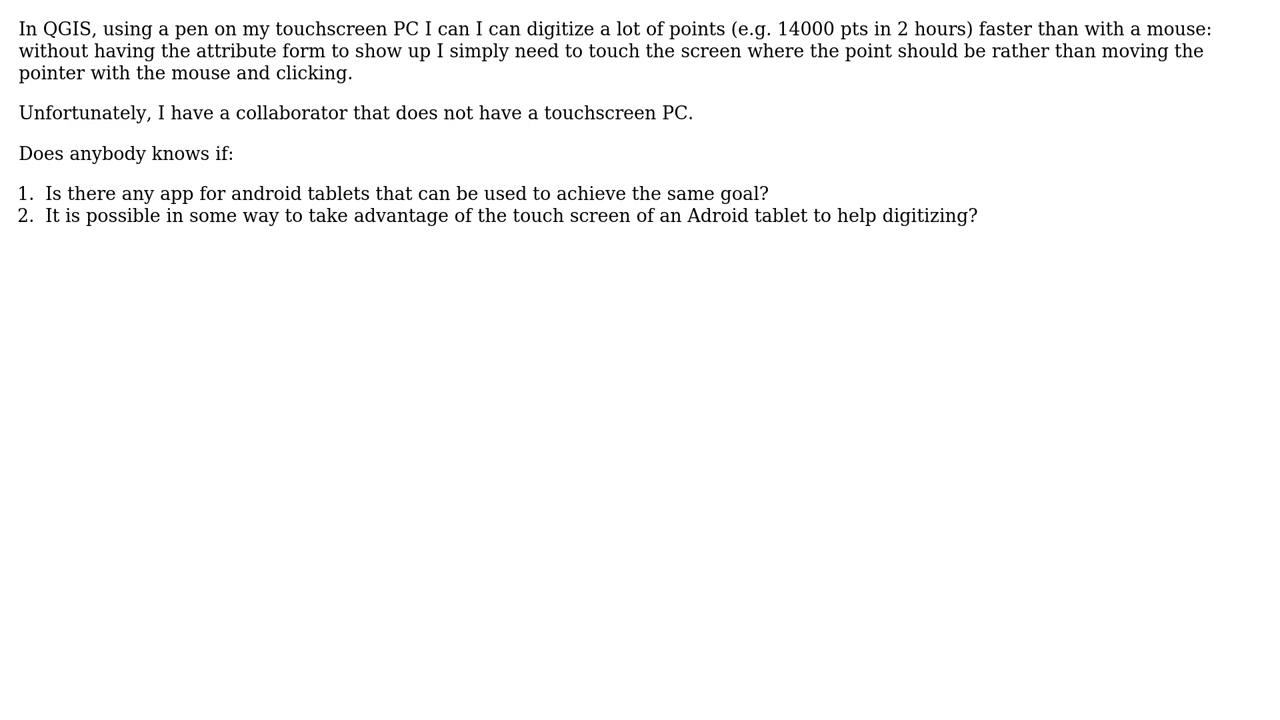 In QGIS, using a pen on my touchscreen PC I can I can digitize a lot of points (e.g. 14000 pts in 2 hours) faster than with a mouse:
without having the attribute form to show up I simply need to touch the screen where the point should be rather than moving the
pointer with the mouse and clicking.
Unfortunately, I have a collaborator that does not have a touchscreen PC.
Does anybody knows if:
1. Is there any app for android tablets that can be used to achieve the same goal?
2. It is possible in some way to take advantage of the touch screen of an Adroid tablet to help digitizing?